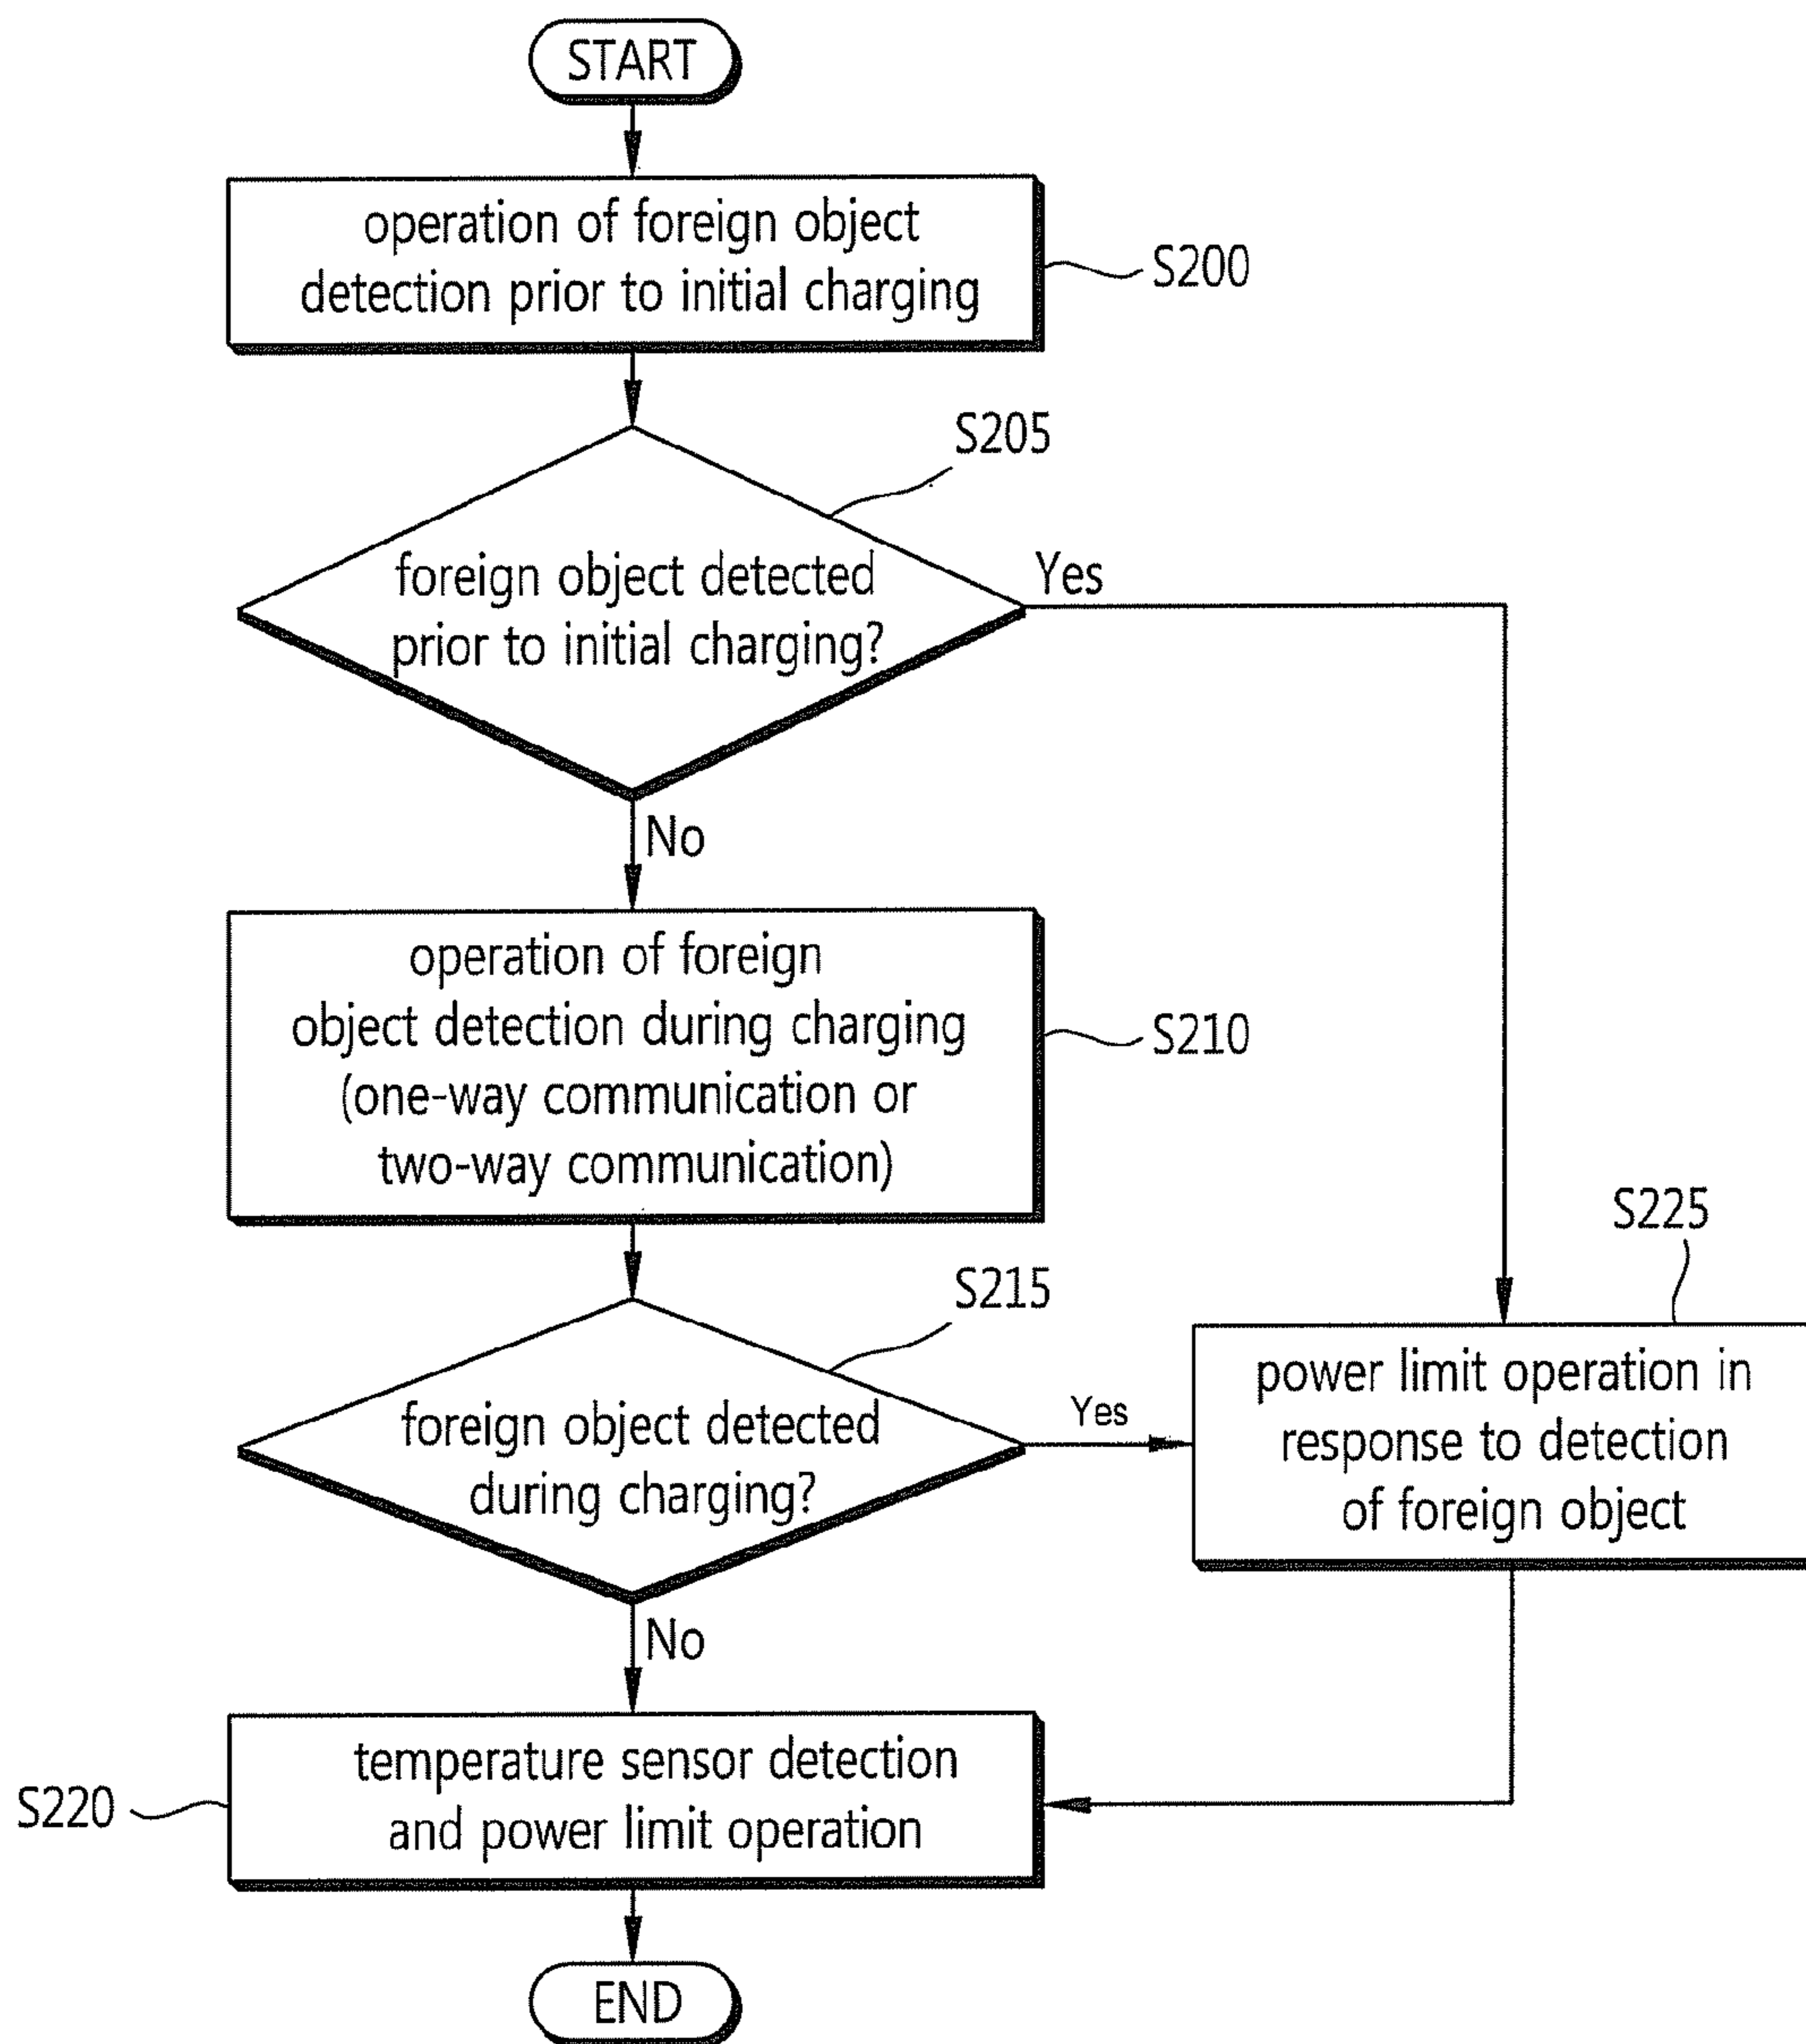 START
operation of foreign object
detection prior to initial charging
S200
S205
foreign object detected
prior to initial charging?
Yes
No
operation of foreign
object detection during charging
(one-way communication or
two-way communication)
S210
S215
foreign object detected
during charging?
Yes
S225
power limit operation in
response to detection
of foreign object
No
S220
temperature sensor detection
and power limit operation
END